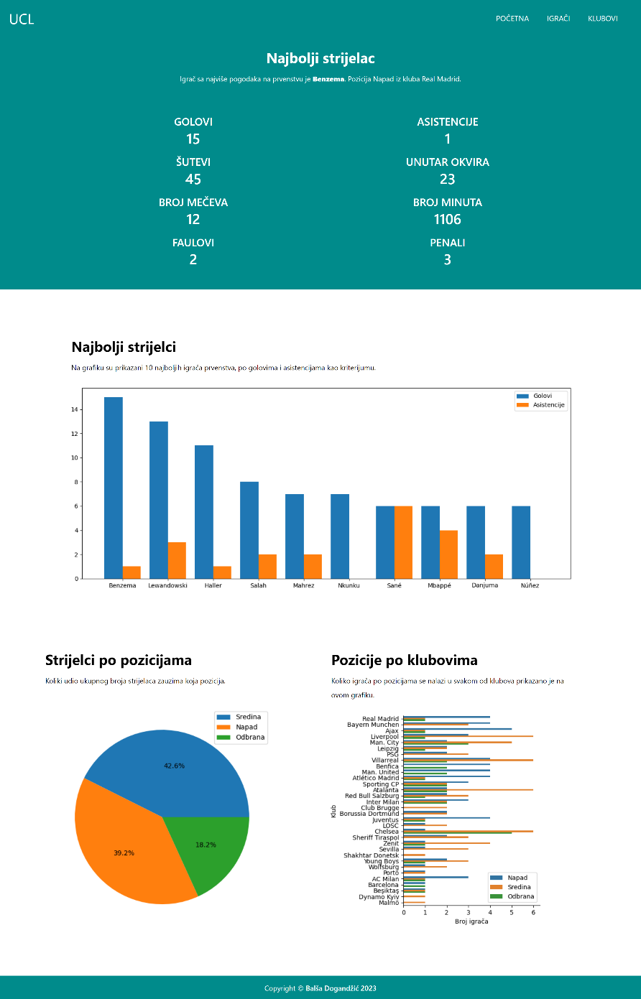 UCL
POČETNA IGRAČI KLUBOVI
Najbolji strijelac
Igrač sa najviše pogodaka na prvenstvu je Benzema. Pozicija Napad iz kluba Real Madrid.
GOLOVI
15
ASISTENCIJE
1
ŠUTEVI
45
UNUTAR OKVIRA
23
BROJ MEČEVA
12
BROJ MINUTA
1106
FAULOVI
2
PENALI
3
Najbolji strijelci
Na grafiku su prikazani 10 najboljih igrača prvenstva, po golovima i asistencijama kao kriterijumu.
Golovi
Asistencije
14
12
10
8
6
4
2
0
Benzema Lewandowski Haller Salah Mahrez Nkunku Sané Mbappé Danjuma Núñez
Strijelci po pozicijama
Koliki udio ukupnog broja strijelaca zauzima koja pozicija.
Sredina
Napad
Odbrana
42.6%
39.2%
18.2%
Pozicije po klubovima
Koliko igrača po pozicijama se nalazi u svakom od klubova prikazano je na
ovom grafiku.
Klub
Real Madrid
Bayern Munchen
Ajax
Liverpool
Man. City
Leipzig
PSG
Villarreal
Benfica
Man. United
Atlético Madrid
Sporting CP
Atalanta
Red Bull Salzburg
Inter Milan
Club Brugge
Borussia Dortmund
Juventus
LOSC
Chelsea
Sheriff Tiraspol
Zenit
Sevilla
Shakhtar Donetsk
Young Boys
Wolfsburg
Porto
AC Milan
Barcelona
Beşiktaş
Dynamo Kyiv
Malmö
Napad
Sredina
Odbrana
0 1 2 3 4 5 6
Broj igrača
Copyright © Balša Dogandžić 2023